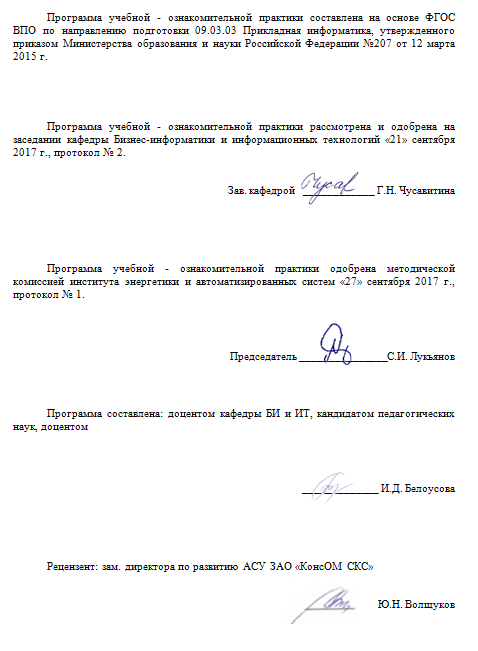 Программа учебной - ознакомительной практики составлена на основе ФГОС
ВПО по направлению подготовки 09.03.03 Прикладная информатика, утвержденного
приказом Министерства образования и науки Российской Федерации №207 от 12 марта
2015 г.
Программа учебной - ознакомительной практики рассмотрена и одобрена на
заседании кафедры Бизнес-информатики и информационных технологий «21» сентября
2017 г., протокол № 2.
Зав. кафедрой _____________ Г.Н. Чусавитина
Программа учебной - ознакомительной практики одобрена методической
комиссией института энергетики и автоматизированных систем «27» сентября 2017 г.,
протокол № 1.
Председатель ________________С.И. Лукьянов
Программа составлена: доцентом кафедры БИ и ИТ, кандидатом педагогических
наук, доцентом
______________ И.Д. Белоусова
Рецензент: зам. директора по развитию АСУ ЗАО «КонсОМ СКС»
_________ Ю.Н. Волщуков